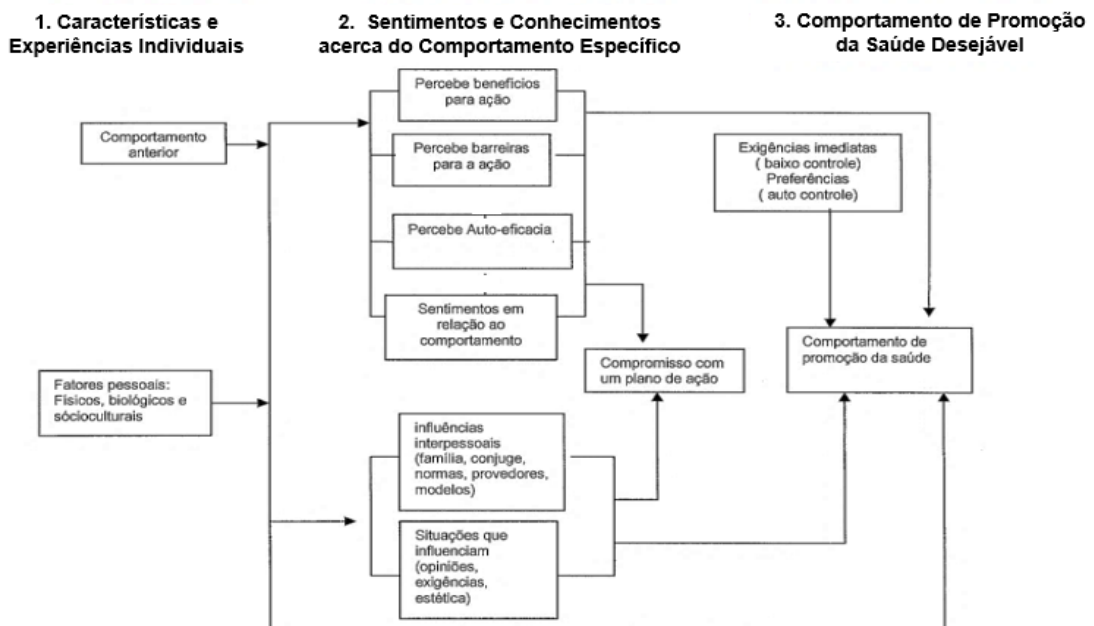 1. Características e
Experiências Individuais
2. Sentimentos e Conhecimentos
acerca do Comportamento Específico
3. Comportamento de Promoção
da Saúde Desejável
Comportamento
anterior
Fatores pessoais:
Físicos, biológicos e
sócioculturais
Percebe benefícios
para ação
Percebe barreiras
para a ação
Percebe Auto-eficacia
Sentimentos em
relação ao
comportamento
influências
interpessoais
(família, conjuge,
normas, provedores,
modelos)
Situações que
influenciam
(opiniões,
exigências,
estética)
Compromisso com
um plano de ação
Exigências imediatas
( baixo controle)
Preferências
( auto controle)
Comportamento de
promoção da saúde